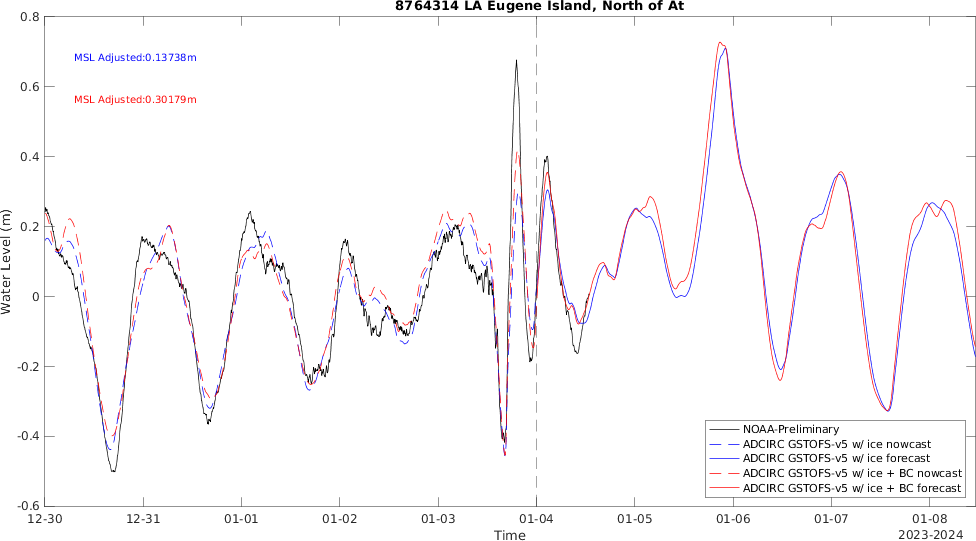 8764314 LA Eugene Island, North of At
MSL Adjusted:0.13738m
MSL Adjusted:0.30179m
Water Level (m)
0.8
0.6
0.4
0.2
0
-0.2
-0.4
-0.6
NOAA-Preliminary
ADCIRC GSTOFS-v5 w/ ice nowcast
ADCIRC GSTOFS-v5 w/ ice forecast
ADCIRC GSTOFS-v5 w/ ice + BC nowcast
ADCIRC GSTOFS-v5 w/ ice + BC forecast
12-30 12-31 01-01 01-02 01-03 01-04 01-05 01-06 01-07 01-08
Time
2023-2024